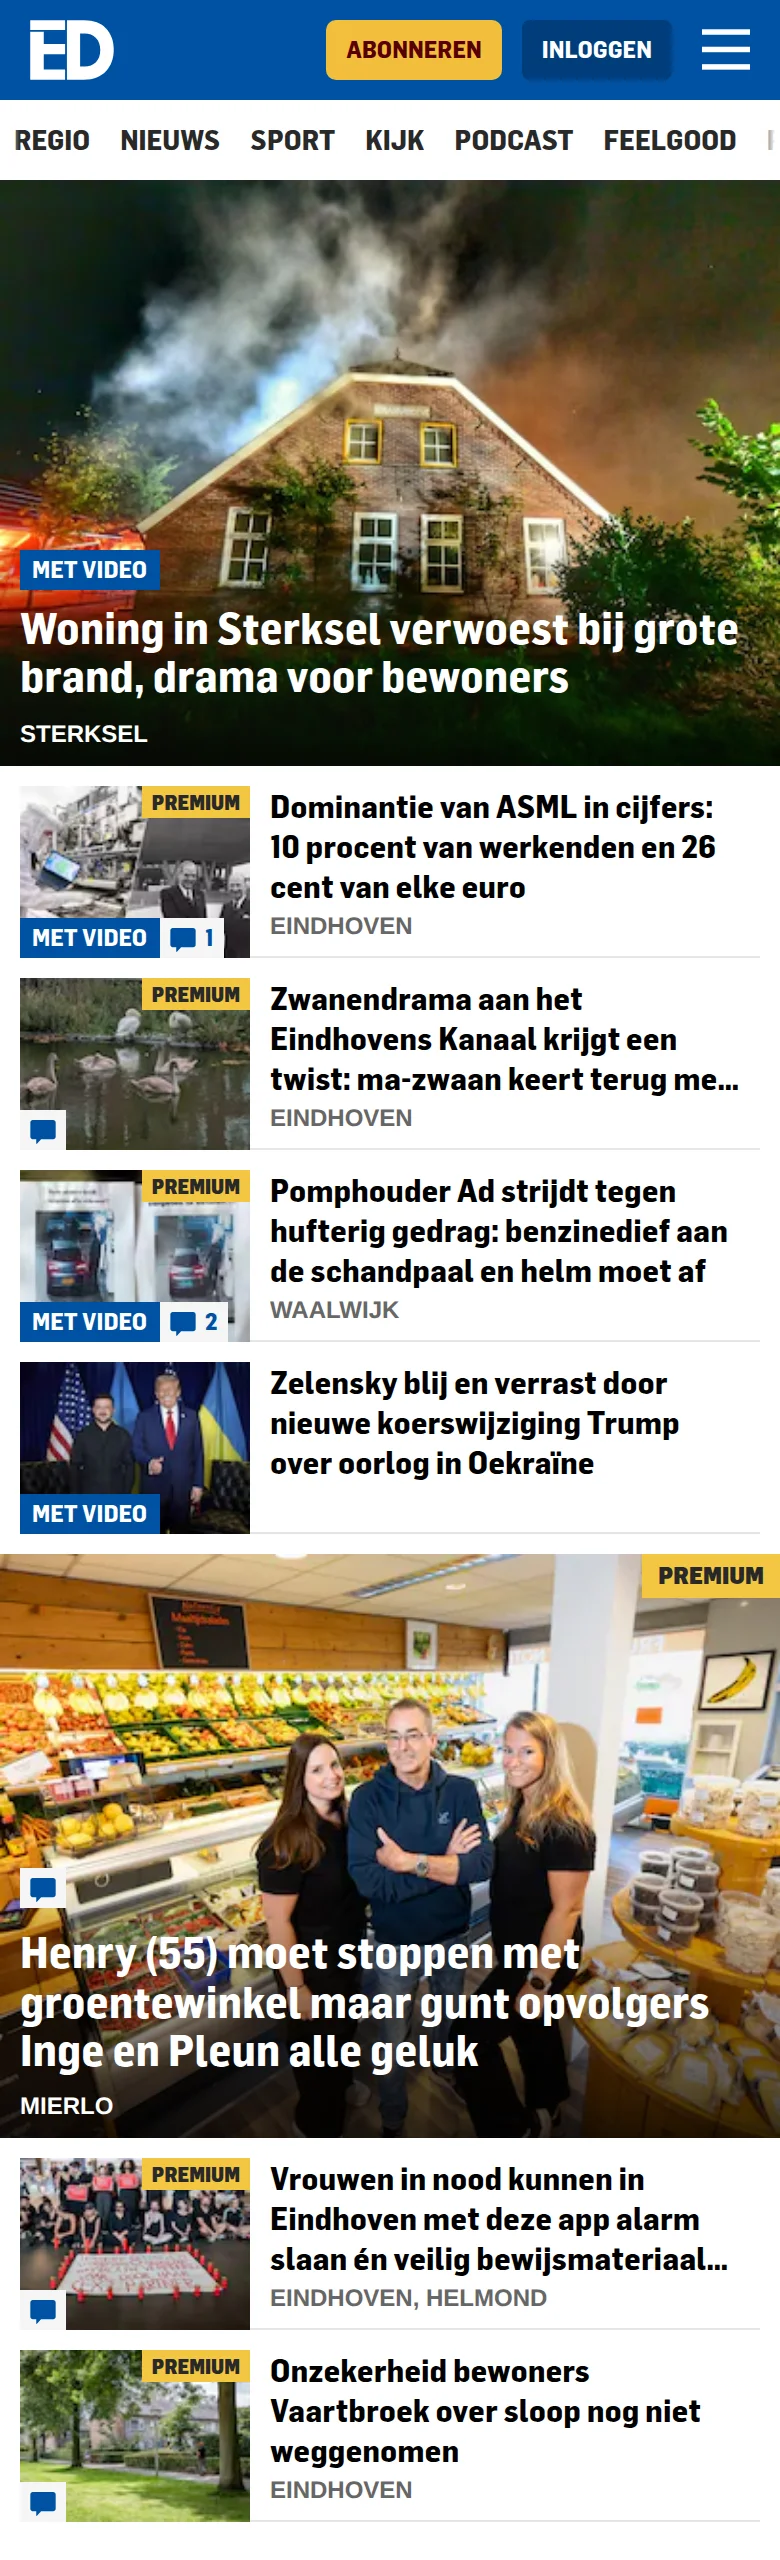 ED
ABONNEREN
INLOGGEN
REGIO NIEUWS SPORT KIJK PODCAST FEELGOOD
MET VIDEO
Woning in Sterksel verwoest bij grote
brand, drama voor bewoners
STERKSEL
PREMIUM
MET VIDEO
1
Dominantie van ASML in cijfers:
10 procent van werkenden en 26
cent van elke euro
EINDHOVEN
PREMIUM
Zwanendrama aan het
Eindhovens Kanaal krijgt een
twist: ma-zwaan keert terug me...
EINDHOVEN
PREMIUM
MET VIDEO
2
Pomphouder Ad strijdt tegen
hufterig gedrag: benzinedief aan
de schandpaal en helm moet af
WAALWIJK
MET VIDEO
Zelensky blij en verrast door
nieuwe koerswijziging Trump
over oorlog in Oekraïne
PREMIUM
Henry (55) moet stoppen met
groentewinkel maar gunt opvolgers
Inge en Pleun alle geluk
MIERLO
PREMIUM
Vrouwen in nood kunnen in
Eindhoven met deze app alarm
slaan én veilig bewijsmateriaal...
EINDHOVEN, HELMOND
PREMIUM
Onzekerheid bewoners
Vaartbroek over sloop nog niet
weggenomen
EINDHOVEN